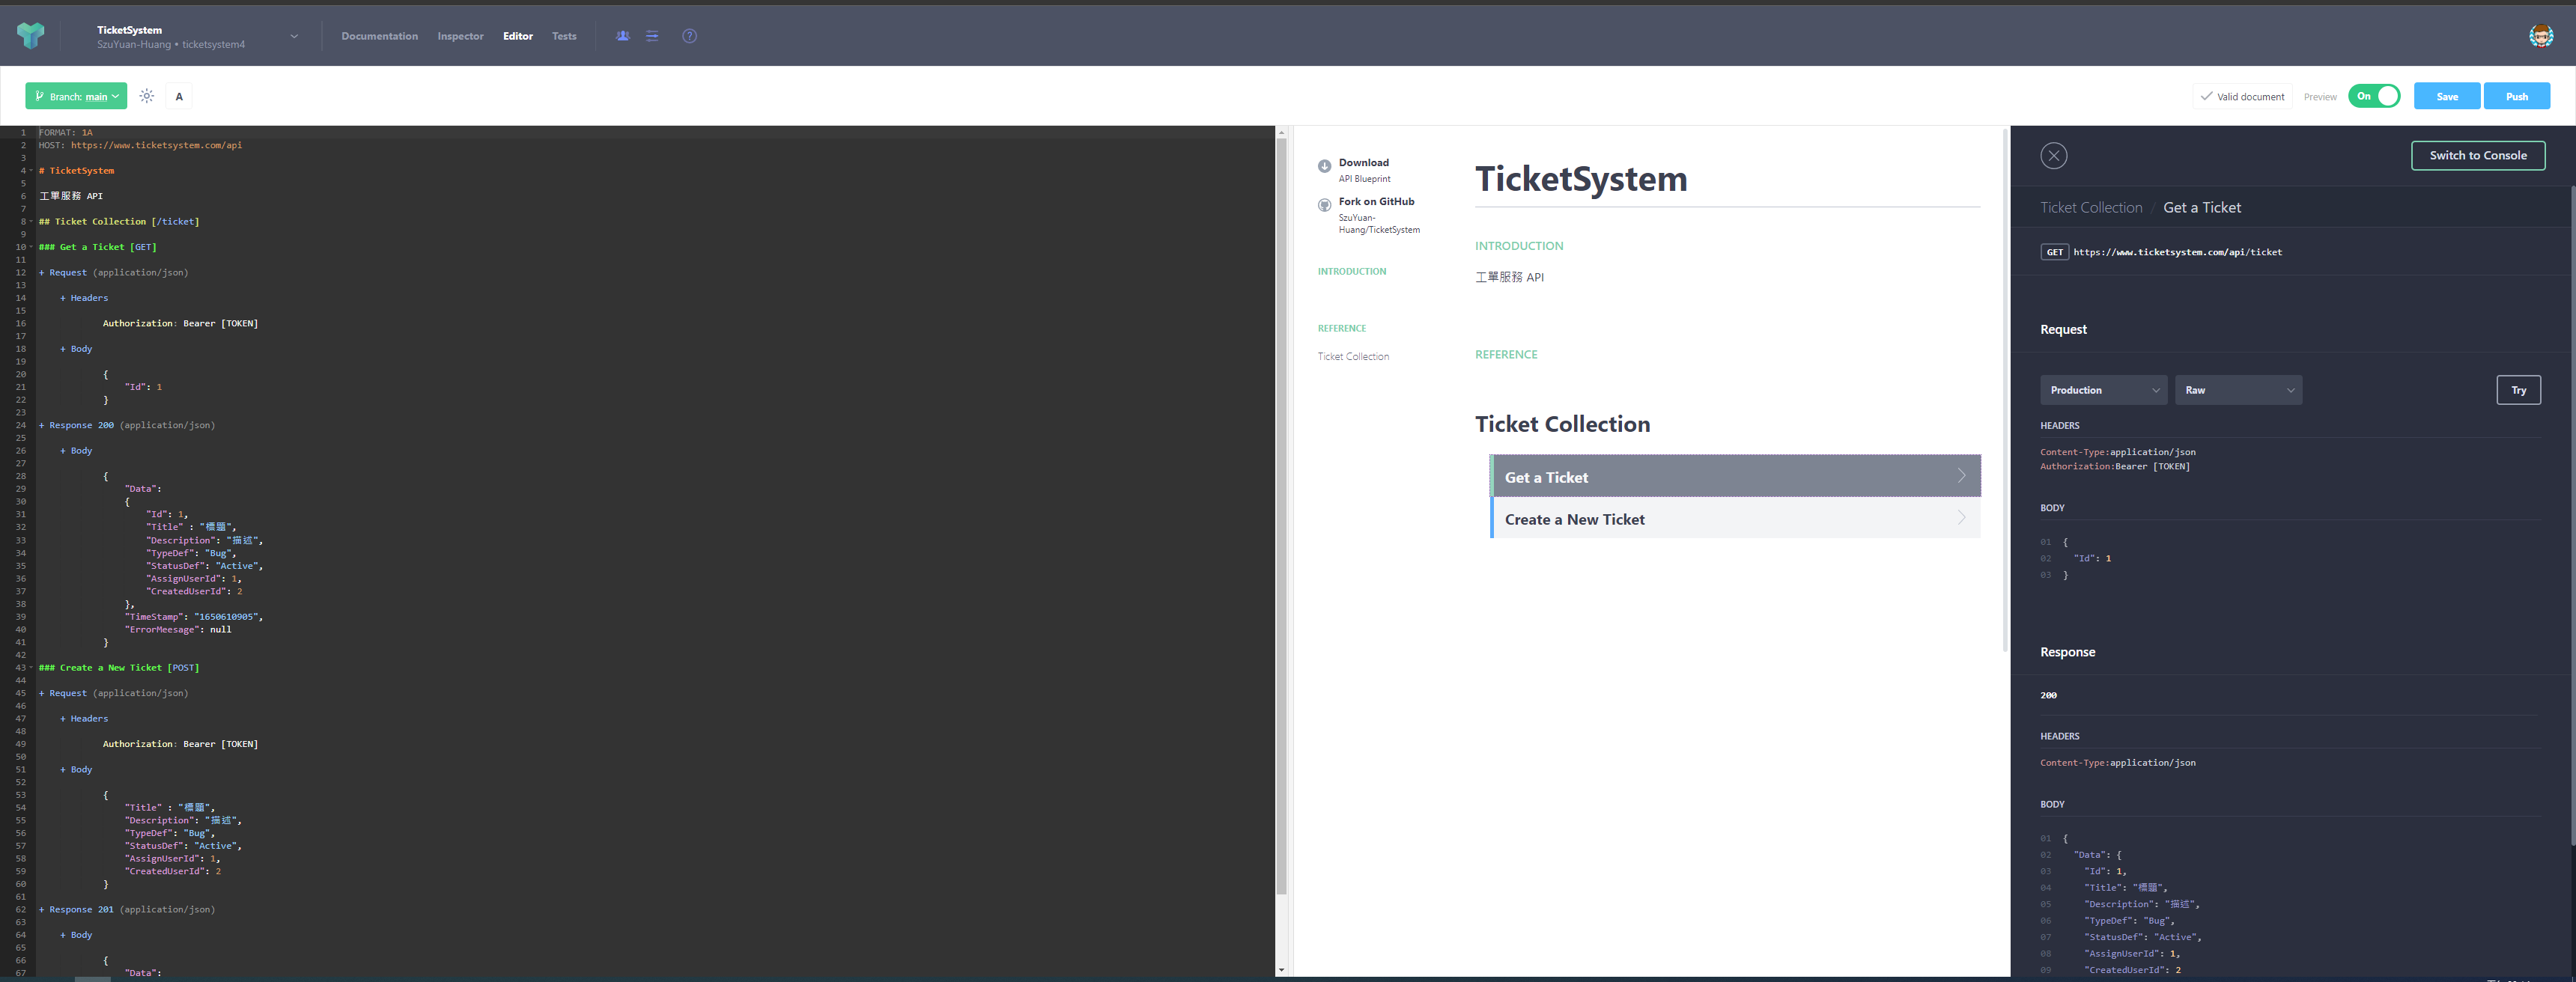 TicketSystem
SzuYuan-Huang • ticketsystem4
Documentation Inspector Editor Tests ?
Branch: main A Valid document Preview On Save Push
1 FORMAT: 1A
2 HOST: https://www.ticketsystem.com/api
3
4 # TicketSystem
5
6 工單服務 API
7
8 ## Ticket Collection [/ticket]
9
10 ### Get a Ticket [GET]
11
12 + Request (application/json)
13
14 + Headers
15
16 Authorization: Bearer [TOKEN]
17
18 + Body
19
20 {
21 "Id": 1
22 }
23
24 + Response 200 (application/json)
25
26 + Body
27
28 {
29 "Data":
30 {
31 "Id": 1,
32 "Title" : "標題",
33 "Description": "描述",
34 "TypeDef": "Bug",
35 "StatusDef": "Active",
36 "AssignUserId": 1,
37 "CreatedUserId": 2
38 },
39 "TimeStamp": "1650610905",
40 "ErrorMeesage": null
41 }
42
43 ### Create a New Ticket [POST]
44
45 + Request (application/json)
46
47 + Headers
48
49 Authorization: Bearer [TOKEN]
50
51 + Body
52
53 {
54 "Title" : "標題",
55 "Description": "描述",
56 "TypeDef": "Bug",
57 "StatusDef": "Active",
58 "AssignUserId": 1,
59 "CreatedUserId": 2
60 }
61
62 + Response 201 (application/json)
63
64 + Body
65
66 {
67 "Data":
Download
API Blueprint
Fork on GitHub
SzuYuan-
Huang/TicketSystem
INTRODUCTION
REFERENCE
Ticket Collection
TicketSystem
INTRODUCTION
工單服務 API
REFERENCE
Ticket Collection
Get a Ticket
Create a New Ticket
Switch to Console
Ticket Collection / Get a Ticket
GET https://www.ticketsystem.com/api/ticket
Request
Production Raw Try
HEADERS
Content-Type:application/json
Authorization:Bearer [TOKEN]
BODY
01 {
02 "Id": 1
03 }
Response
200
HEADERS
Content-Type:application/json
BODY
01 {
02 "Data": {
03 "Id": 1,
04 "Title": "標題",
05 "Description": "描述",
06 "TypeDef": "Bug",
07 "StatusDef": "Active",
08 "AssignUserId": 1,
09 "CreatedUserId": 2